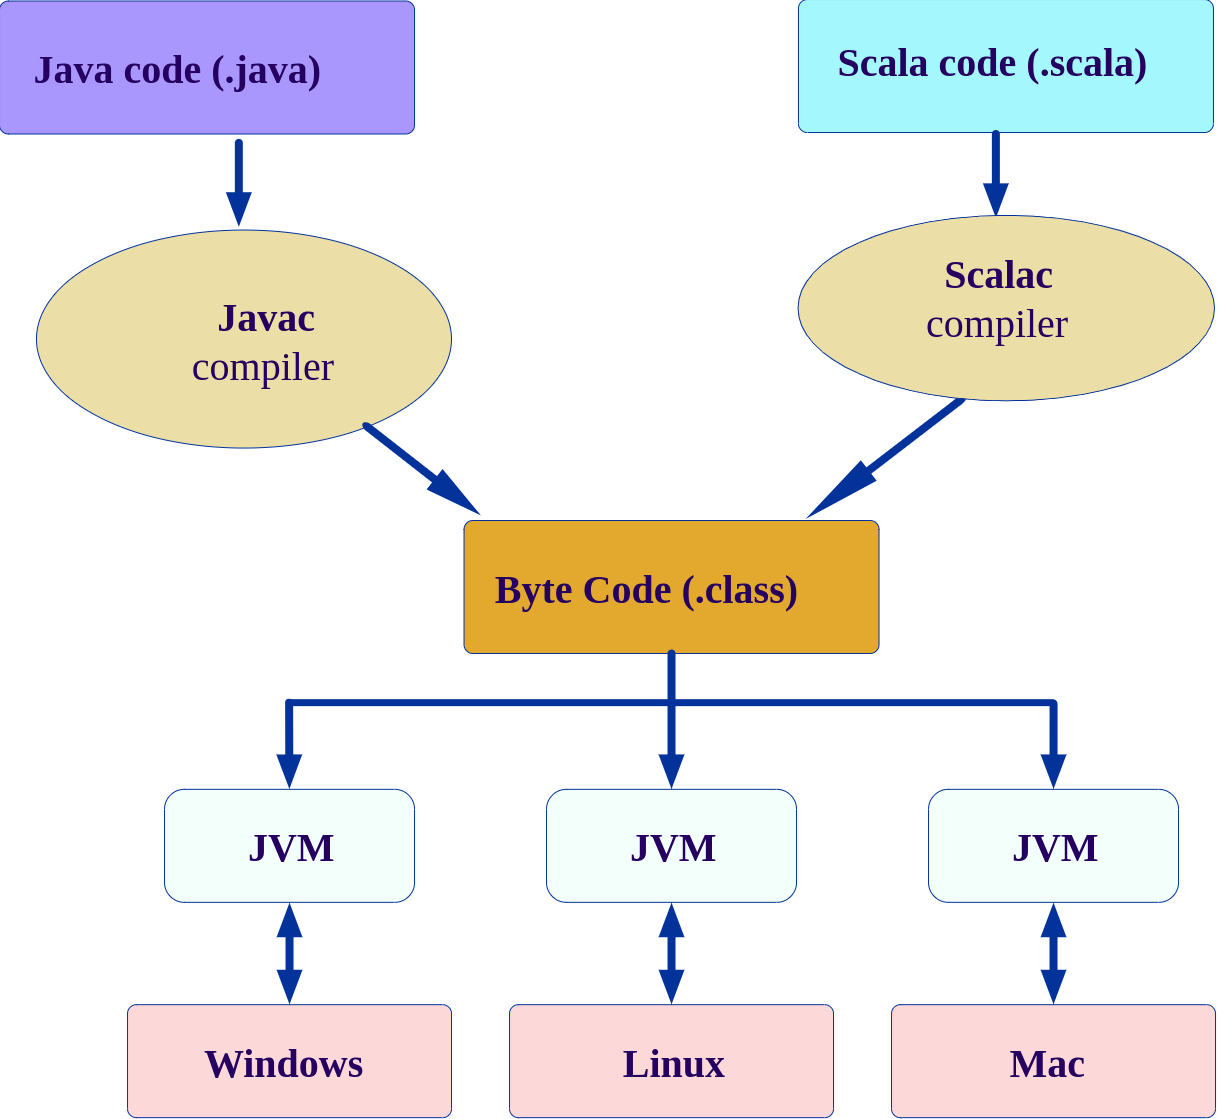 Java code (.java)
Scala code (.scala)
Javac
compiler
Scalac
compiler
Byte Code (.class)
JVM
JVM
JVM
Windows
Linux
Mac